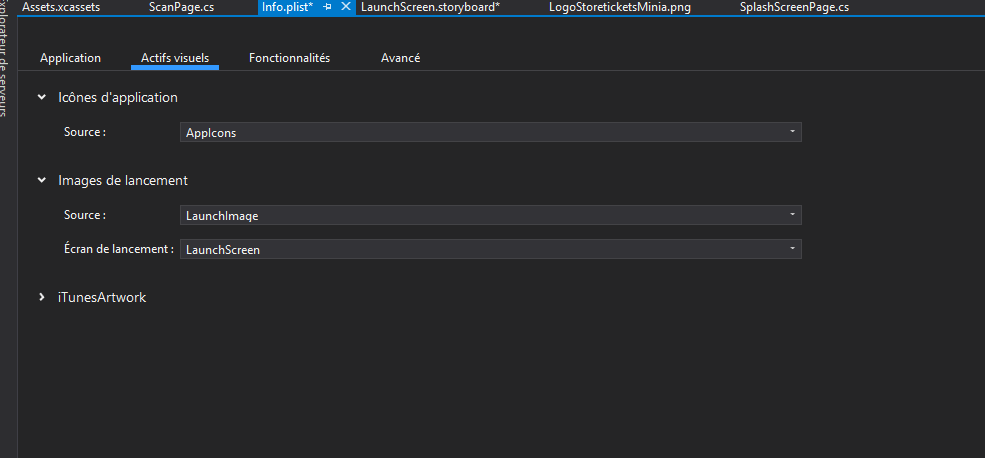 Assets.xcassets ScanPage.cs Info.plist* LaunchScreen.storyboard* LogoStoreticketsMinia.png SplashScreenPage.cs
xplorateur de serveurs
Application Actifs visuels Fonctionnalités Avancé
Icônes d'application
Source : AppIcons
Images de lancement
Source : LaunchImage
Écran de lancement : LaunchScreen
iTunesArtwork